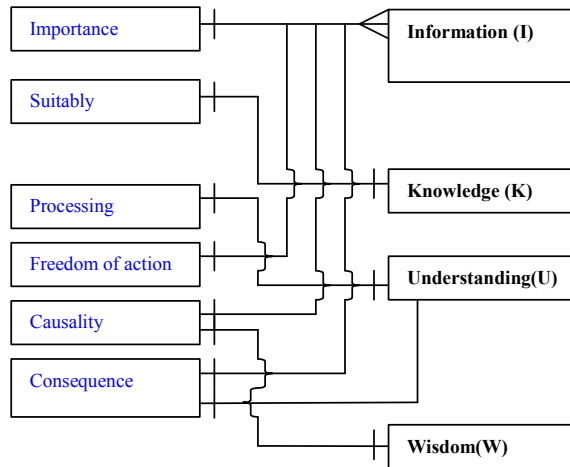 Importance
Information (I)
Suitably
Knowledge (K)
Processing
Freedom of action
Understanding(U)
Causality
Consequence
Wisdom(W)